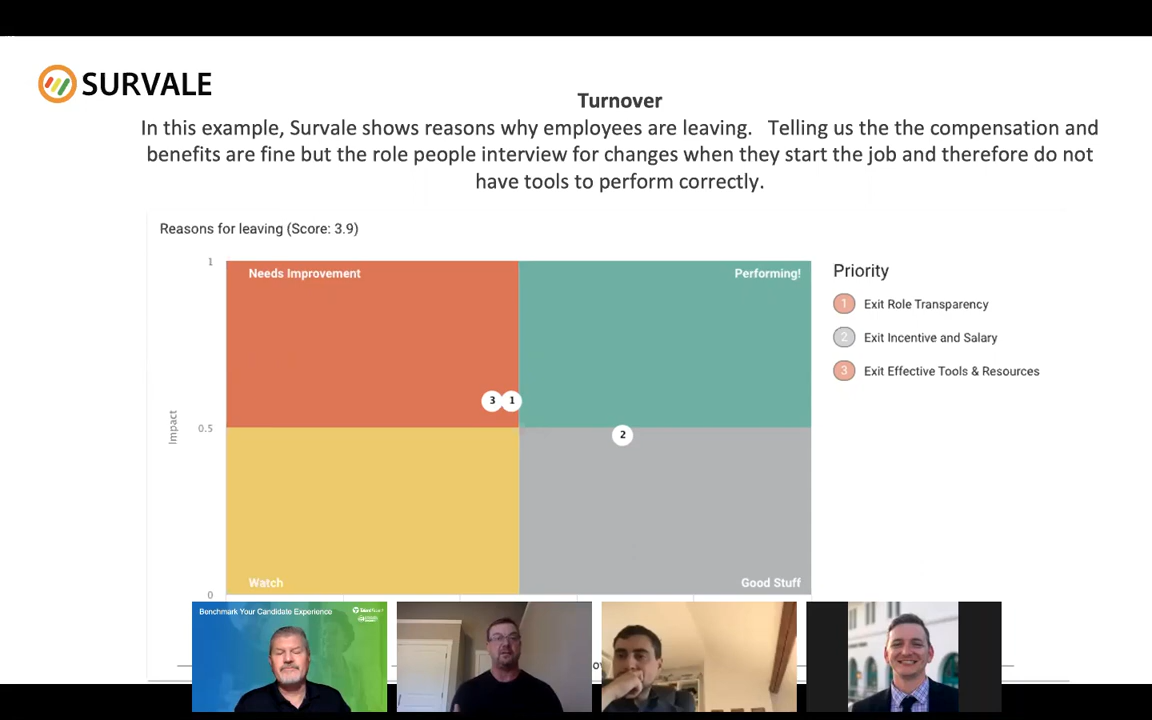 SURVALE
Turnover
In this example, Survale shows reasons why employees are leaving. Telling us the the compensation and
benefits are fine but the role people interview for changes when they start the job and therefore do not
have tools to perform correctly.
Reasons for leaving (Score: 3.9)
1
Needs Improvement
Performing!
Priority
1 Exit Role Transparency
2 Exit Incentive and Salary
3 Exit Effective Tools & Resources
3
1
Impact
0.5
2
Watch
Good Stuff
0
Benchmark Your Candidate Experience